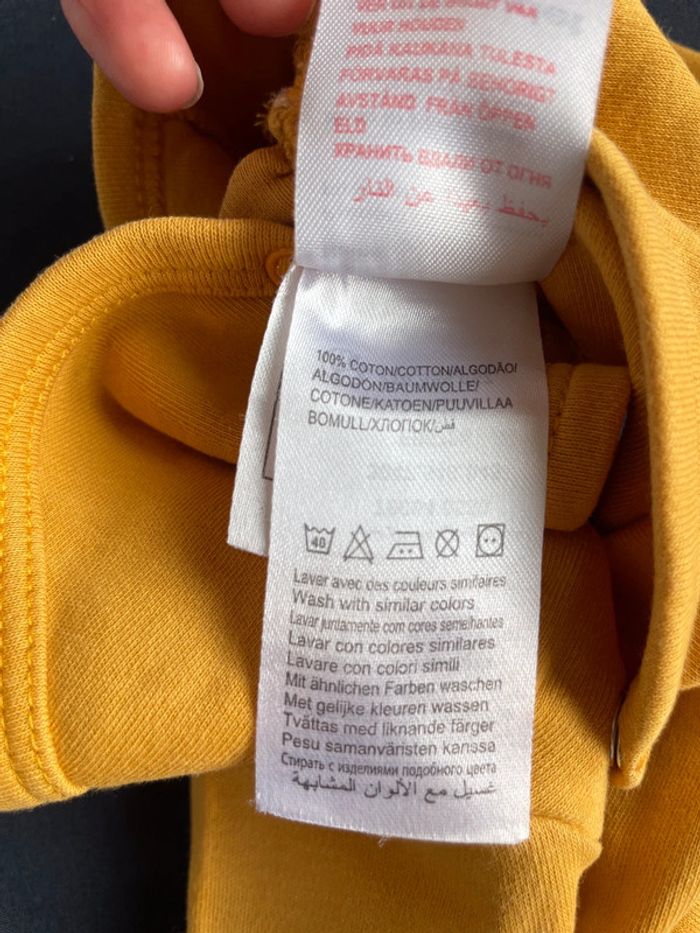 VUUR HOUDEN
PIDÄ KAUKANA TULESTA
FÖRVARAS PÅ BEHÖRIGT
AVSTÅND FRÅN ÖPPEN
ELD
ХРАНИТЬ ВДАЛИ ОТ ОГНЯ
يحفظ بعيدا عن النار
100% COTON/COTTON/ALGODÃO/
ALGODÓN/BAUMWOLLE/
COTONE/KATOEN/PUUVILLAA
BOMULL/ХЛОПОК/قطن
40
Laver avec des couleurs similaires
Wash with similar colors
Lavar juntamente com cores semelhantes
Lavar con colores similares
Lavare con colori simili
Mit ähnlichen Farben waschen
Met gelijke kleuren wassen
Tvättas med liknande färger
Pesu samanväristen kanssa
Стирать с изделиями подобного цвета
غسيل مع الألوان المشابهة